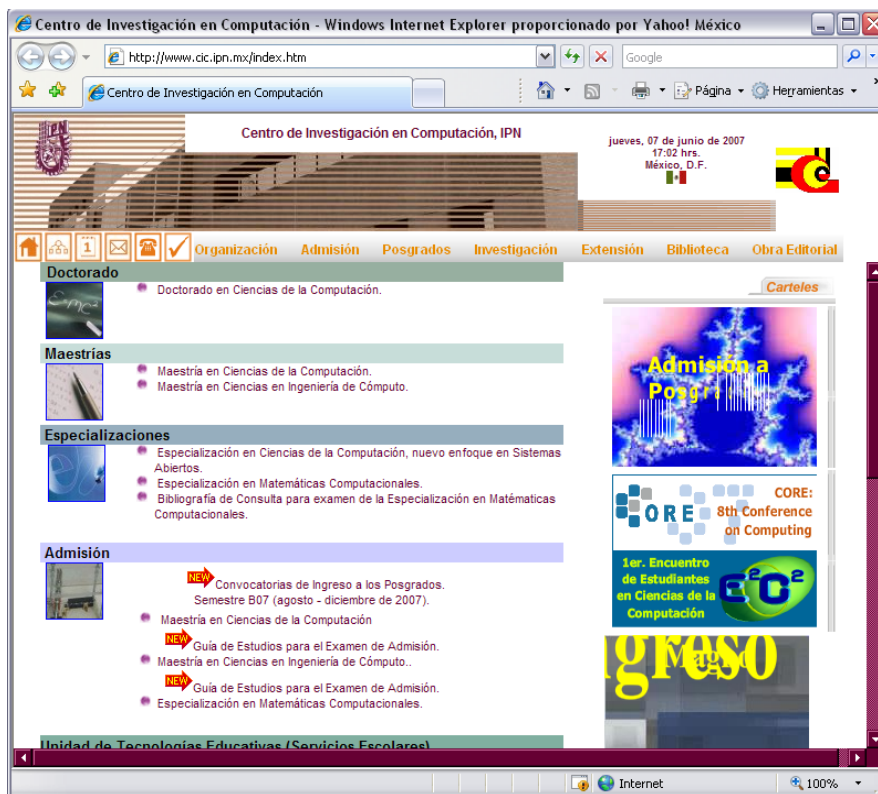 Centro de Investigación en Computación - Windows Internet Explorer proporcionado por Yahoo! México
http://www.cic.ipn.mx/index.htm
Google
Centro de Investigación en Computación
Página
Herramientas
IPN
Centro de Investigación en Computación, IPN
jueves, 07 de junio de 2007
17:02 hrs.
México, D.F.
1
Organización Admisión Posgrados Investigación Extensión Biblioteca Obra Editorial
Doctorado
Doctorado en Ciencias de la Computación.
Maestrías
Maestría en Ciencias de la Computación.
Maestría en Ciencias en Ingeniería de Cómputo.
Especializaciones
Especialización en Ciencias de la Computación, nuevo enfoque en Sistemas
Abiertos.
Especialización en Matemáticas Computacionales.
Bibliografía de Consulta para examen de la Especialización en Matématicas
Computacionales.
Admisión
NEW Convocatorias de Ingreso a los Posgrados.
Semestre B07 (agosto - diciembre de 2007).
Maestría en Ciencias de la Computación
NEW Guía de Estudios para el Examen de Admisión.
Maestría en Ciencias en Ingeniería de Cómputo..
NEW Guía de Estudios para el Examen de Admisión.
Especialización en Matemáticas Computacionales.
Unidad de Tecnologías Educativas (Servicios Escolares)
Carteles
Admisión a
CORE
CORE:
8th Conference
on Computing
1er. Encuentro
de Estudiantes
en Ciencias de la
Computación
E²C²
Internet
100%